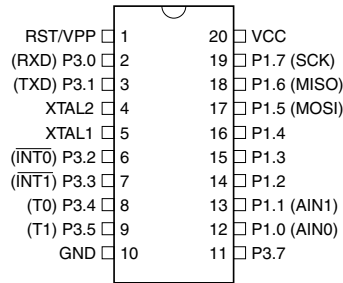 RST/VPP 1 20 VCC
(RXD) P3.0 2 19 P1.7 (SCK)
(TXD) P3.1 3 18 P1.6 (MISO)
XTAL2 4 17 P1.5 (MOSI)
XTAL1 5 16 P1.4
(INT0) P3.2 6 15 P1.3
(INT1) P3.3 7 14 P1.2
(T0) P3.4 8 13 P1.1 (AIN1)
(T1) P3.5 9 12 P1.0 (AIN0)
GND 10 11 P3.7